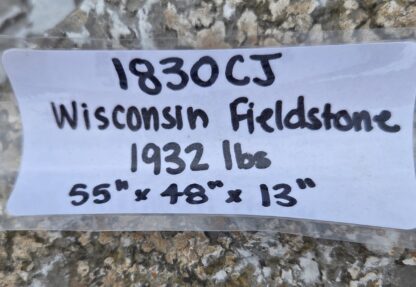 1830CJ
Wisconsin Fieldstone
1932 lbs
55" x 48" x 13"